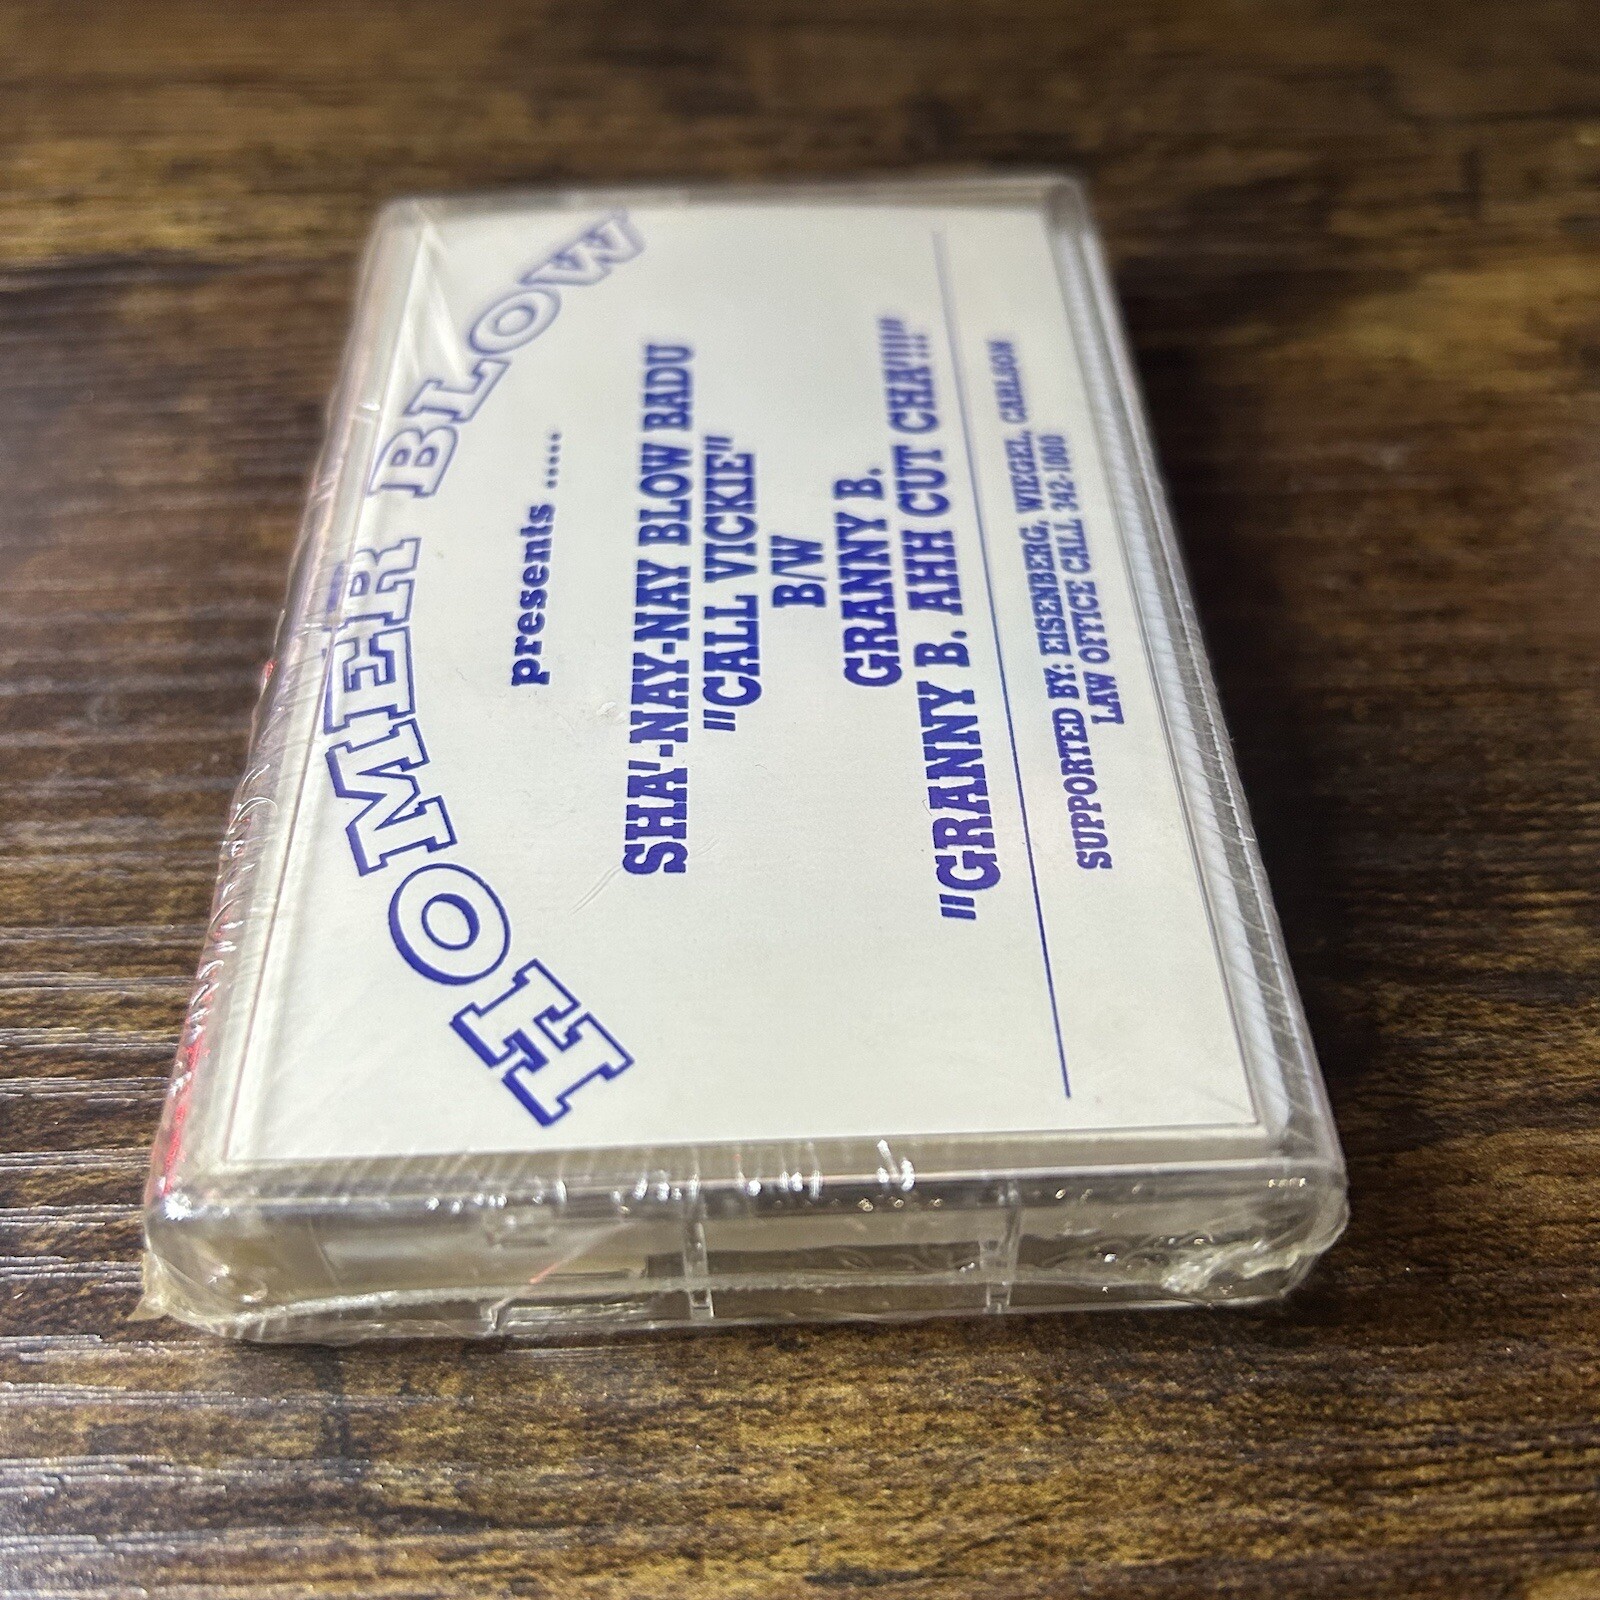 HOMER BLOW
presents .....
SHA'-NAY-NAY BLOW BADU
"CALL VICKIE"
B/W
GRANNY B.
"GRANNY B. AHH CUT CHA'!!!"
SUPPORTED BY: EISENBERG, WIEGEL, CARLSON
LAW OFFICE CALL 342-1000